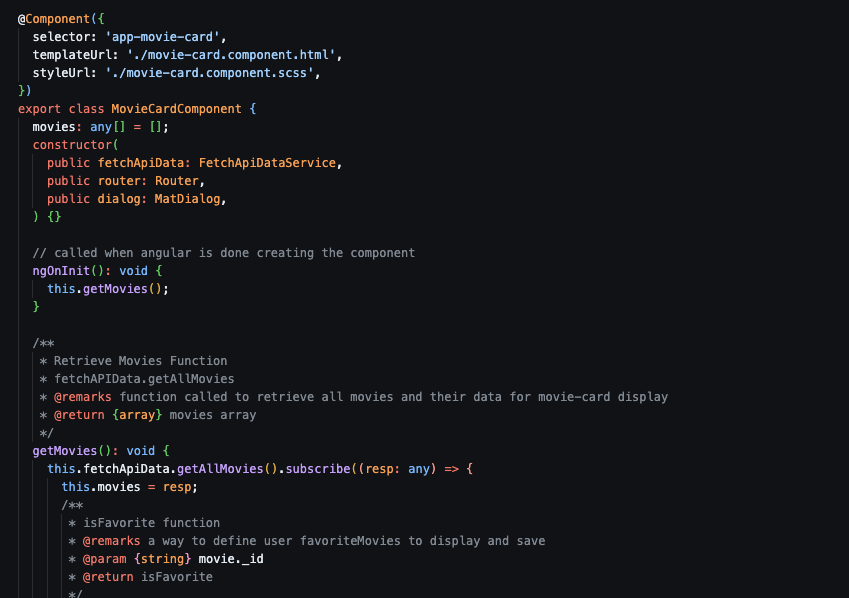 @Component({
  selector: 'app-movie-card',
  templateUrl: './movie-card.component.html',
  styleUrl: './movie-card.component.scss',
})
export class MovieCardComponent {
  movies: any[] = [];
  constructor(
    public fetchApiData: FetchApiDataService,
    public router: Router,
    public dialog: MatDialog,
  ) {}

  // called when angular is done creating the component
  ngOnInit(): void {
    this.getMovies();
  }

  /**
   * Retrieve Movies Function
   * fetchAPIData.getAllMovies
   * @remarks function called to retrieve all movies and their data for movie-card display
   * @return {array} movies array
   */
  getMovies(): void {
    this.fetchApiData.getAllMovies().subscribe((resp: any) => {
      this.movies = resp;
      /**
       * isFavorite function
       * @remarks a way to define user favoriteMovies to display and save
       * @param {string} movie._id
       * @return isFavorite
       */